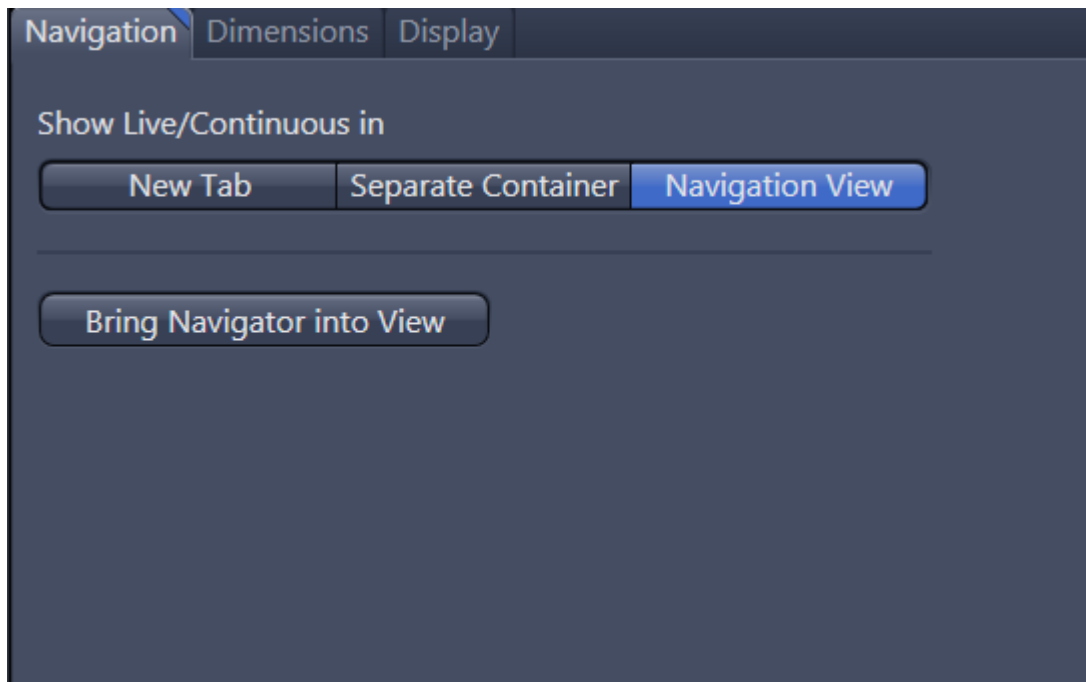 Navigation Dimensions Display
Show Live/Continuous in
New Tab Separate Container Navigation View
Bring Navigator into View